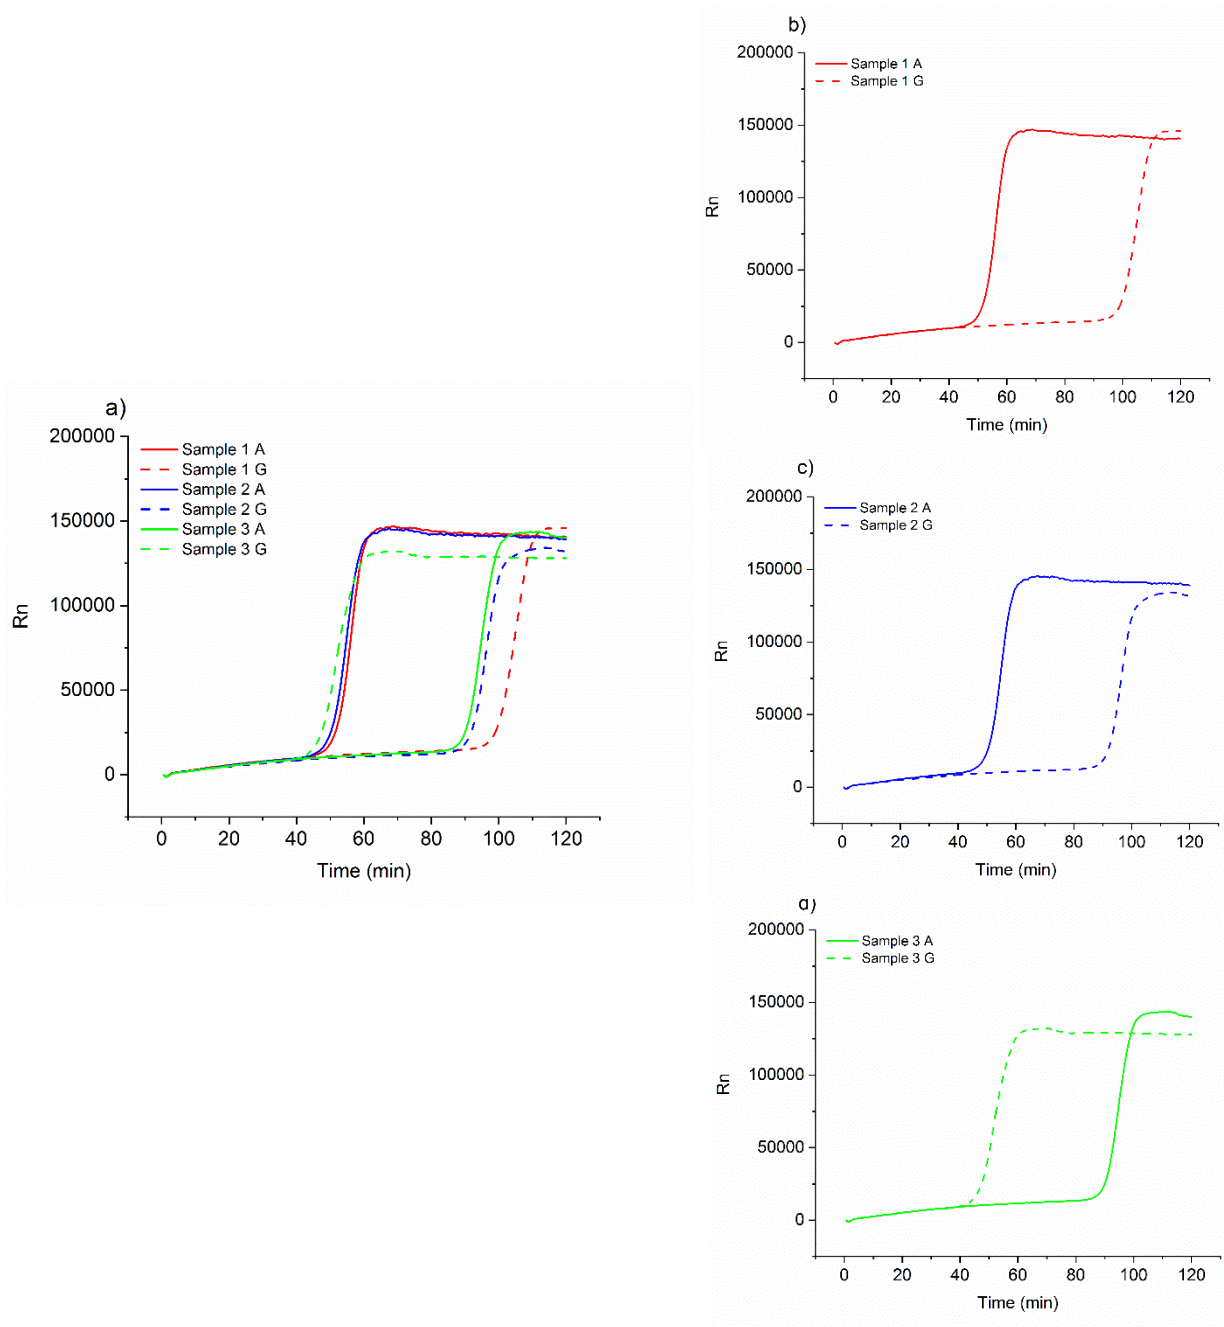 a)
200000
150000
100000
50000
0
Rn
Sample 1 A
Sample 1 G
Sample 2 A
Sample 2 G
Sample 3 A
Sample 3 G
0 20 40 60 80 100 120
Time (min)
b)
200000
150000
100000
50000
0
Rn
Sample 1 A
Sample 1 G
0 20 40 60 80 100 120
Time (min)
c)
200000
150000
100000
50000
0
Rn
Sample 2 A
Sample 2 G
0 20 40 60 80 100 120
Time (min)
d)
200000
150000
100000
50000
0
Rn
Sample 3 A
Sample 3 G
0 20 40 60 80 100 120
Time (min)